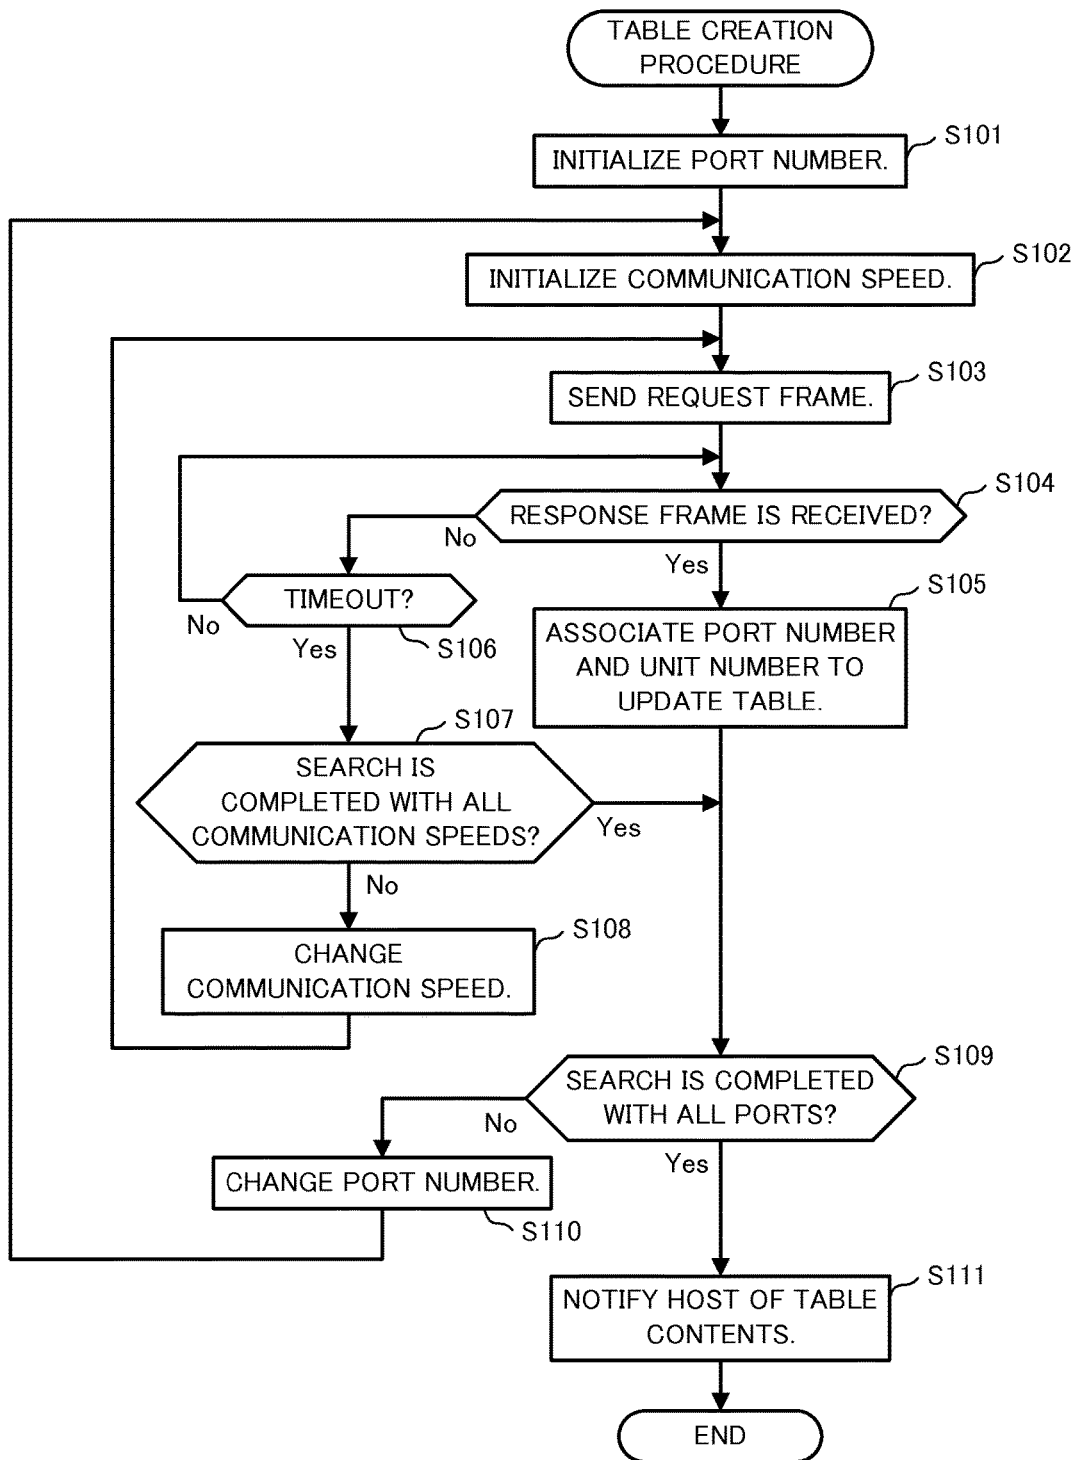 TABLE CREATION
PROCEDURE
S101
INITIALIZE PORT NUMBER.
S102
INITIALIZE COMMUNICATION SPEED.
S103
SEND REQUEST FRAME.
S104
RESPONSE FRAME IS RECEIVED?
No
Yes
TIMEOUT?
No
Yes
S106
S105
ASSOCIATE PORT NUMBER
AND UNIT NUMBER TO
UPDATE TABLE.
S107
SEARCH IS
COMPLETED WITH ALL
COMMUNICATION SPEEDS?
Yes
No
S108
CHANGE
COMMUNICATION SPEED.
S109
SEARCH IS COMPLETED
WITH ALL PORTS?
No
Yes
CHANGE PORT NUMBER.
S110
S111
NOTIFY HOST OF TABLE
CONTENTS.
END